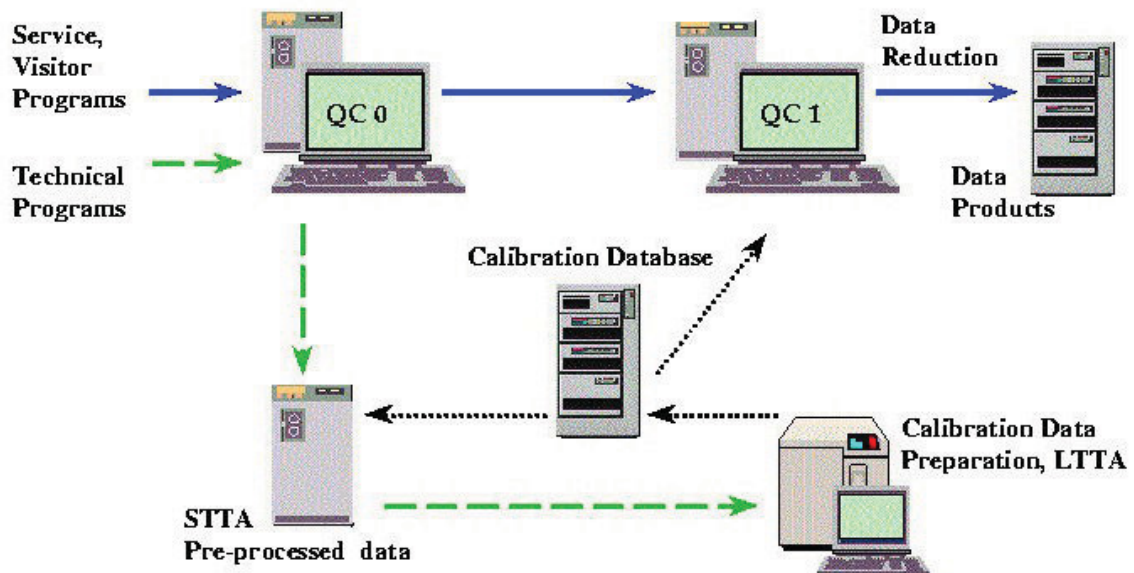 Service,
Visitor
Programs
Technical
Programs
QC 0
QC 1
Data
Reduction
Data
Products
Calibration Database
STTA
Pre-processed data
Calibration Data
Preparation, LTTA